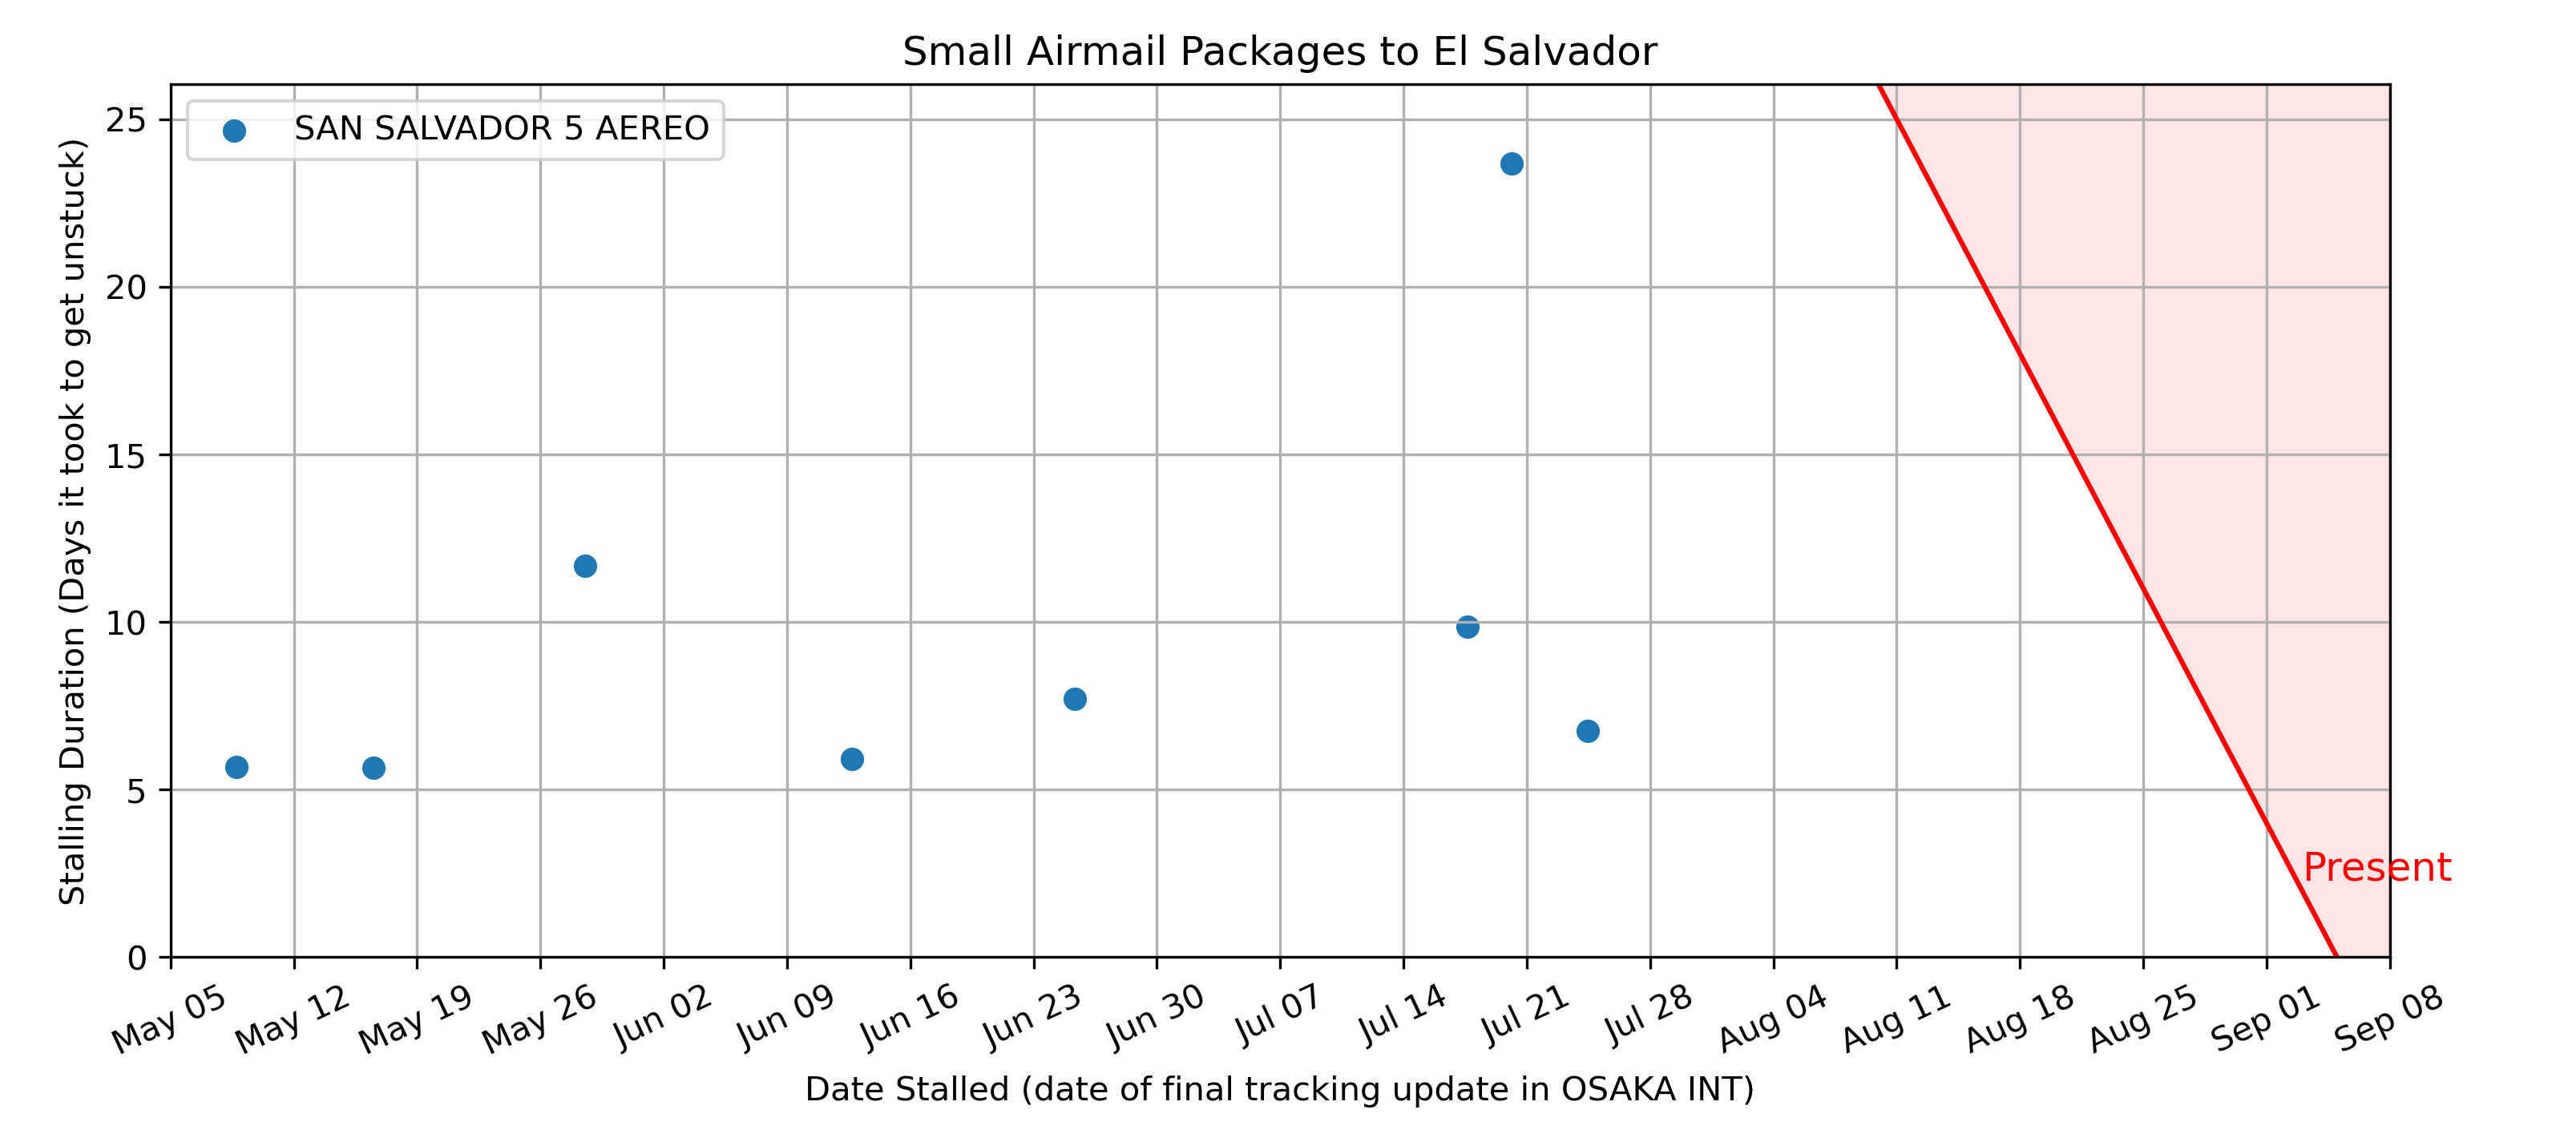 Small Airmail Packages to El Salvador
SAN SALVADOR 5 AEREO
Stalling Duration (Days it took to get unstuck)
25
20
15
10
5
0
Present
May 05
May 12
May 19
May 26
Jun 02
Jun 09
Jun 16
Jun 23
Jun 30
Jul 07
Jul 14
Jul 21
Jul 28
Aug 04
Aug 11
Aug 18
Aug 25
Sep 01
Sep 08
Date Stalled (date of final tracking update in OSAKA INT)